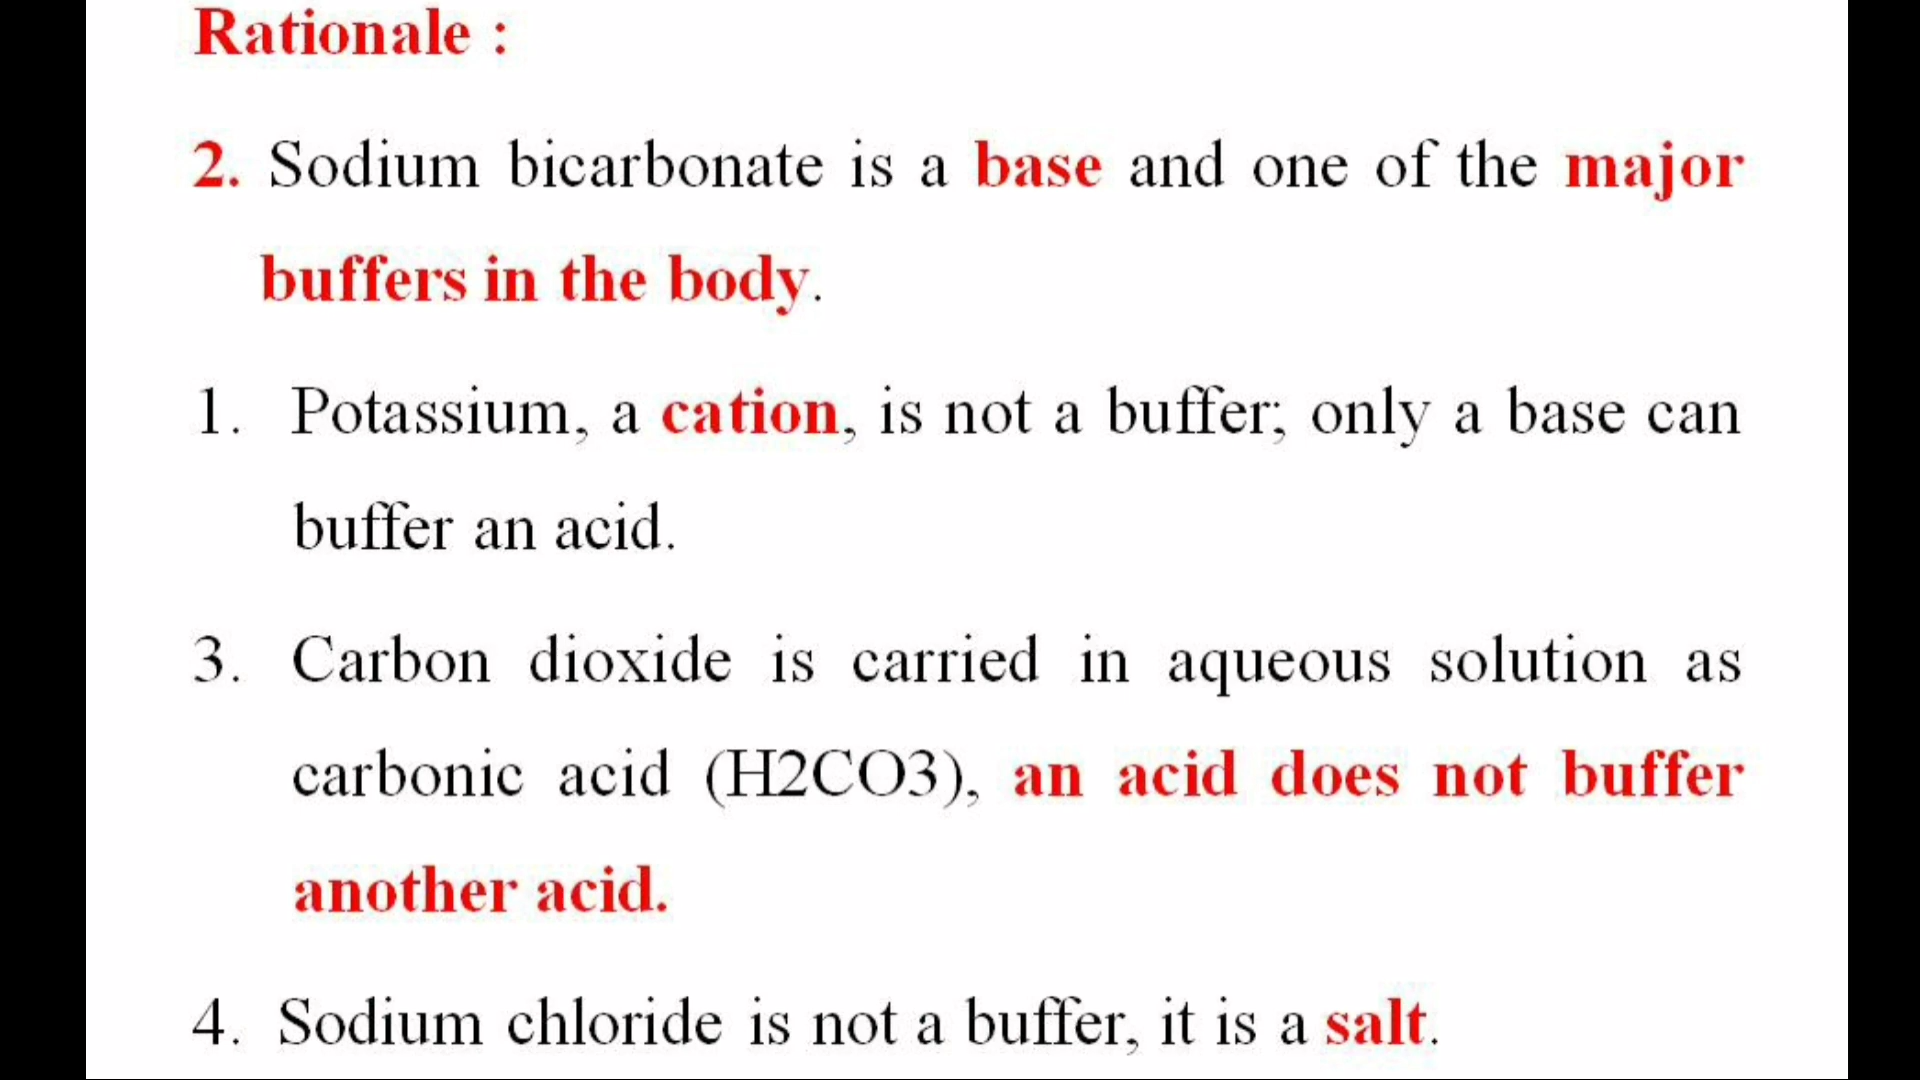 Rationale :
2. Sodium bicarbonate is a base and one of the major
buffers in the body.
1. Potassium, a cation, is not a buffer; only a base can
buffer an acid.
3. Carbon dioxide is carried in aqueous solution as
carbonic acid (H2CO3), an acid does not buffer
another acid.
4. Sodium chloride is not a buffer, it is a salt.